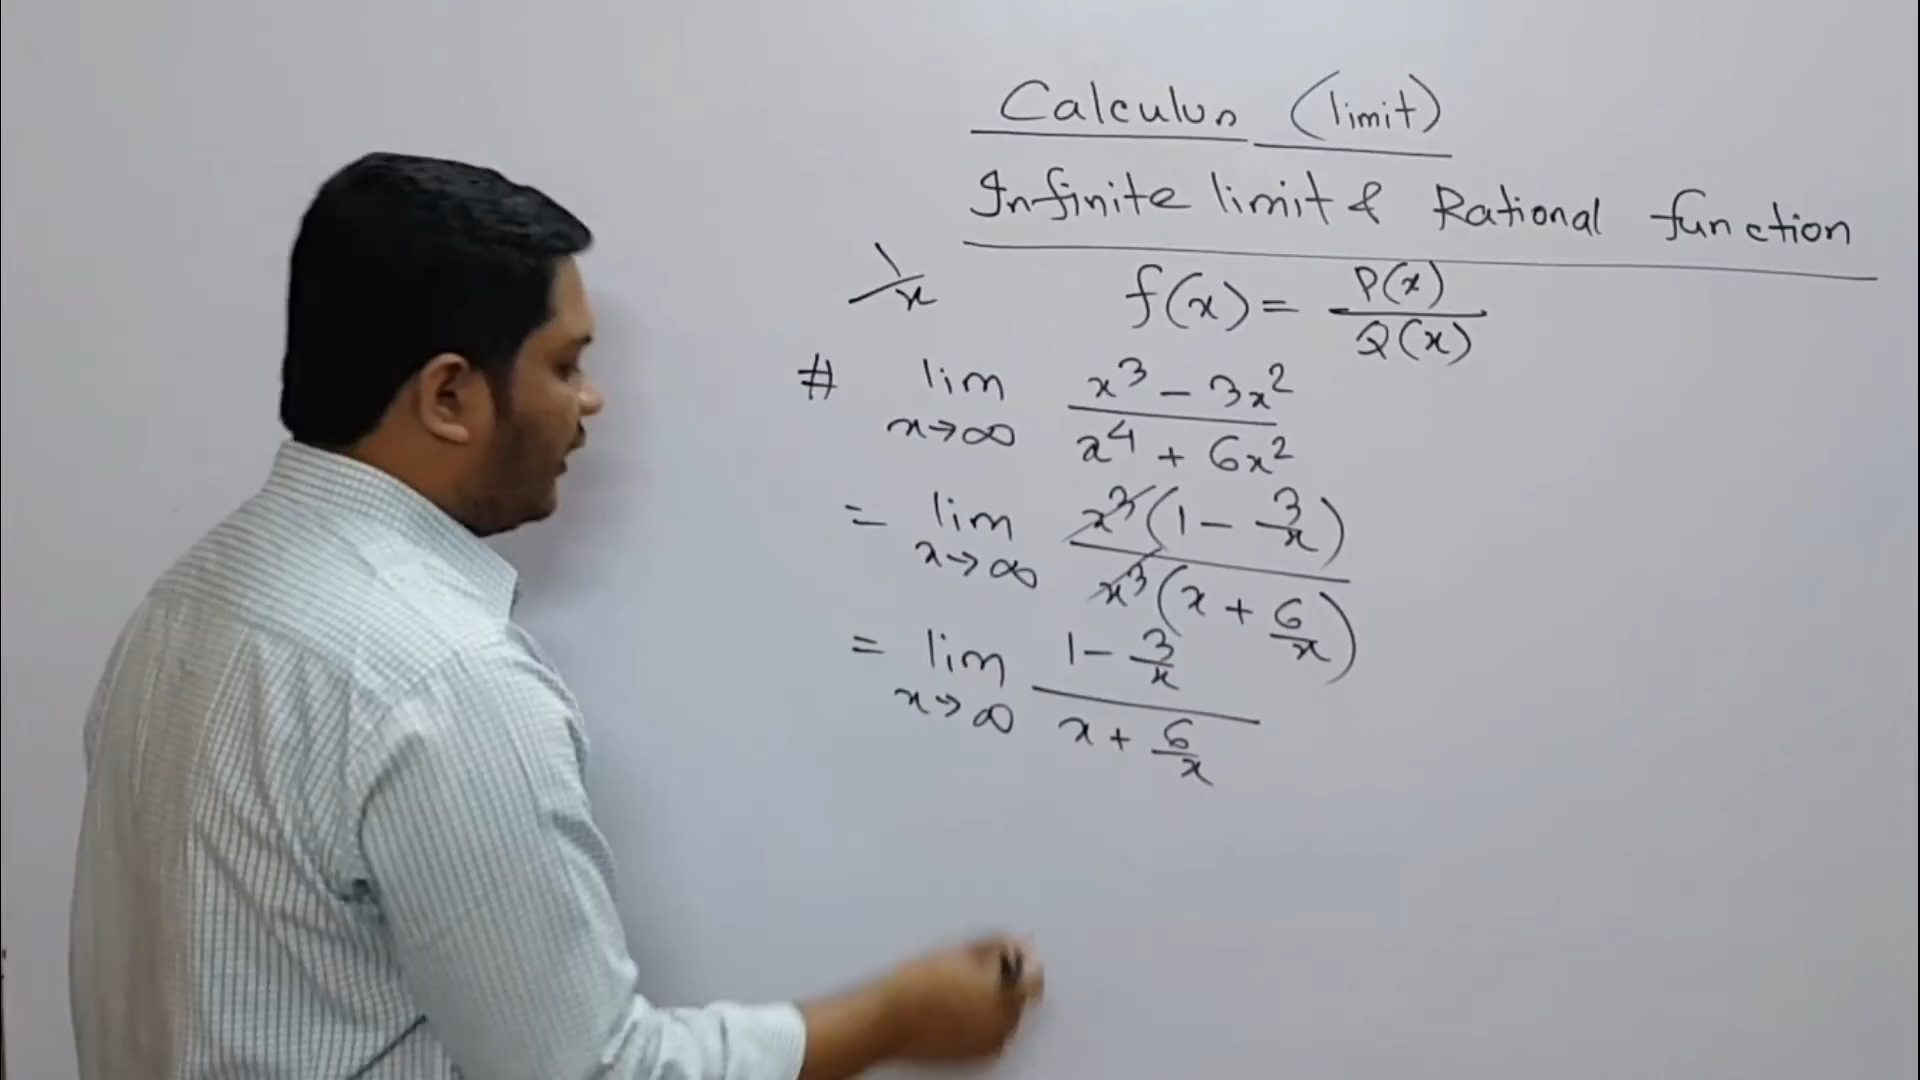 Calculus (limit)
Infinite limit & Rational function
1/x
f(x) = P(x)/Q(x)
# lim x→∞ (x³ - 3x²)/(x⁴ + 6x²)
= lim x→∞ x³(1 - 3/x)/x³(x + 6/x)
= lim x→∞ (1 - 3/x)/(x + 6/x)